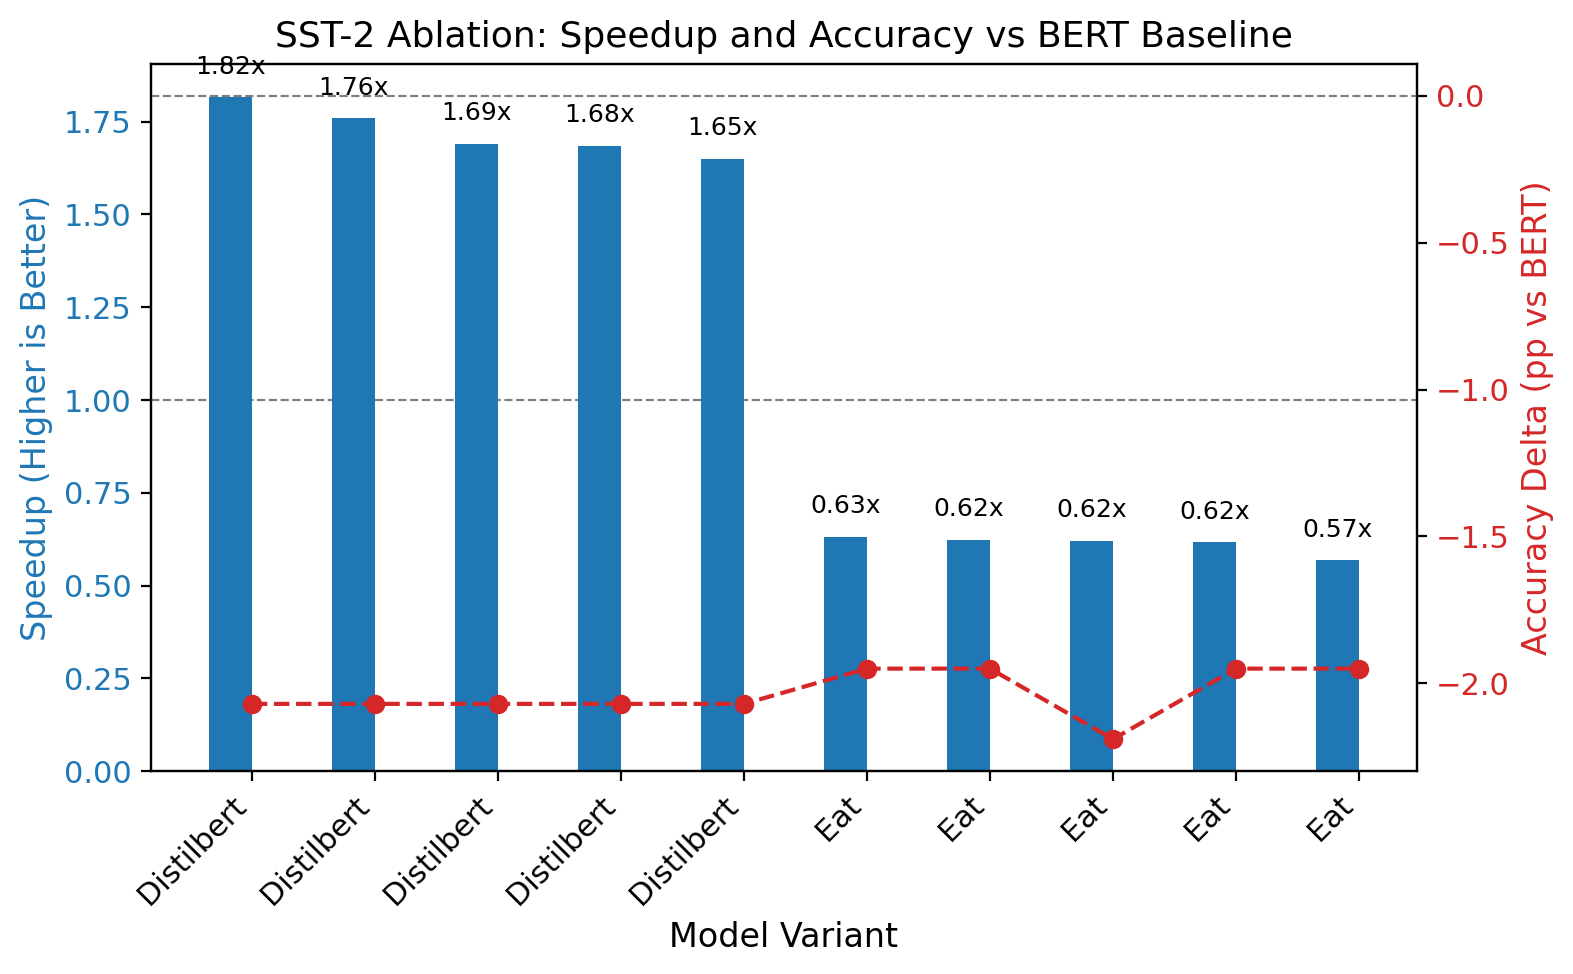 SST-2 Ablation: Speedup and Accuracy vs BERT Baseline
1.82x
1.76x
1.69x
1.68x
1.65x
0.63x
0.62x
0.62x
0.62x
0.57x
Speedup (Higher is Better)
1.75
1.50
1.25
1.00
0.75
0.50
0.25
0.00
0.0
−0.5
−1.0
−1.5
−2.0
Accuracy Delta (pp vs BERT)
Distilbert
Distilbert
Distilbert
Distilbert
Distilbert
Eat
Eat
Eat
Eat
Eat
Model Variant